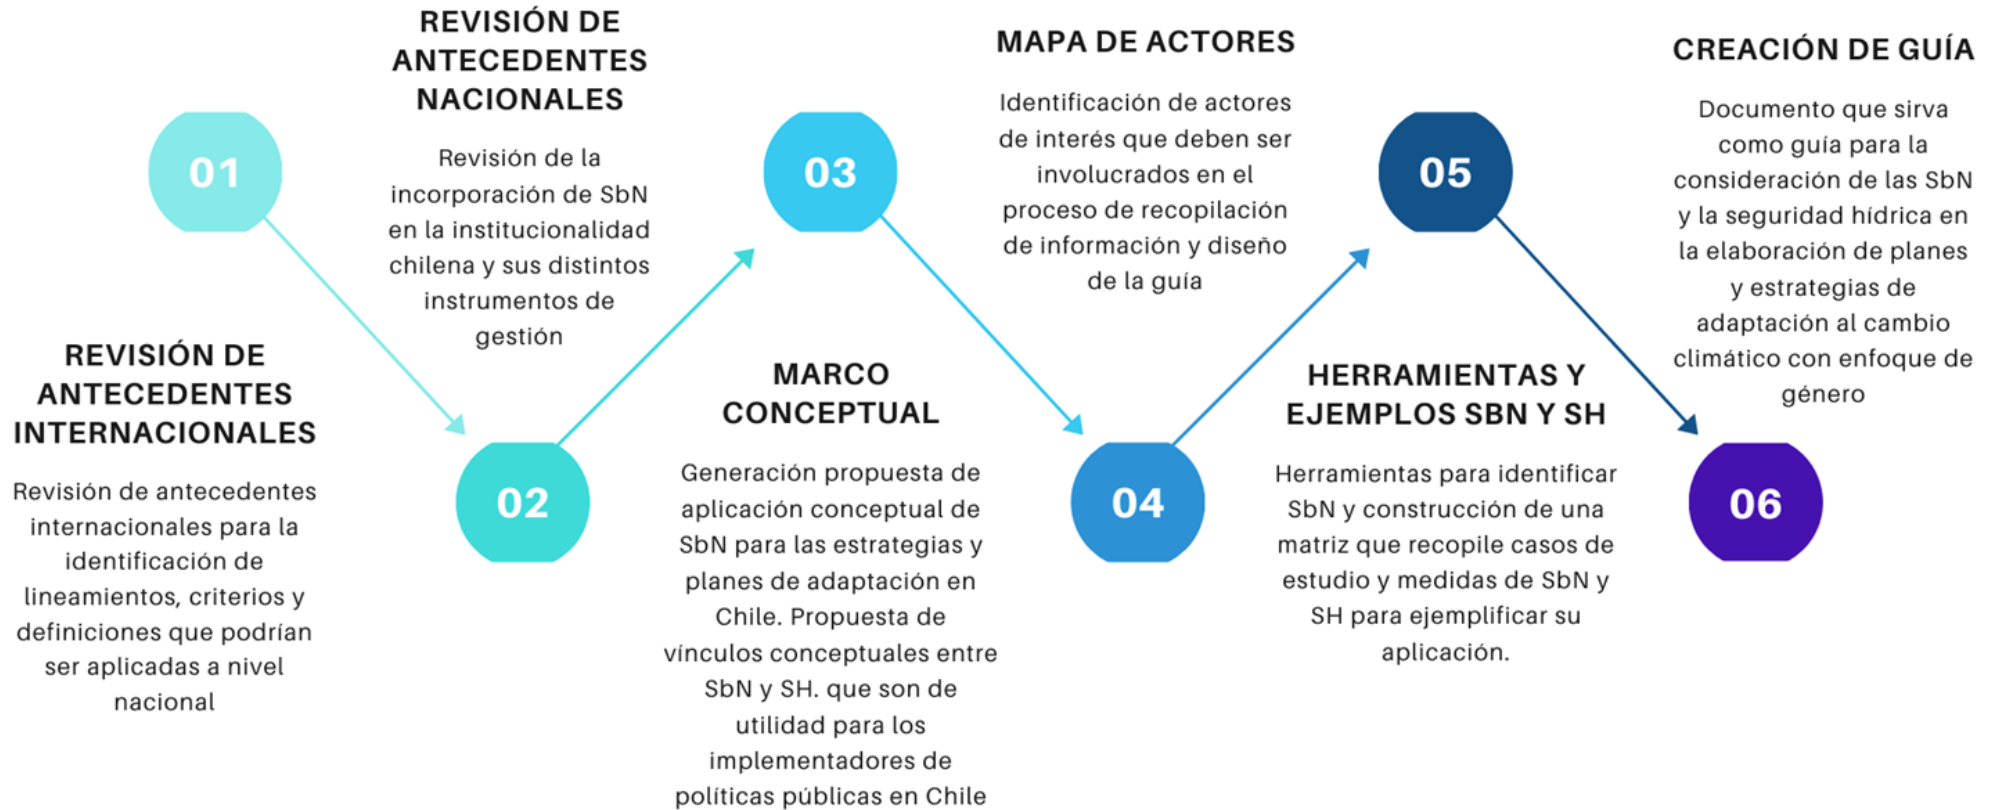 01
REVISIÓN DE
ANTECEDENTES
INTERNACIONALES
Revisión de antecedentes
internacionales para la
identificación de
lineamientos, criterios y
definiciones que podrían
ser aplicadas a nivel
nacional
REVISIÓN DE
ANTECEDENTES
NACIONALES
Revisión de la
incorporación de SbN
en la institucionalidad
chilena y sus distintos
instrumentos de
gestión
02
03
MARCO
CONCEPTUAL
Generación propuesta de
aplicación conceptual de
SbN para las estrategias y
planes de adaptación en
Chile. Propuesta de
vínculos conceptuales entre
SbN y SH. que son de
utilidad para los
implementadores de
políticas públicas en Chile
MAPA DE ACTORES
Identificación de actores
de interés que deben ser
involucrados en el
proceso de recopilación
de información y diseño
de la guía
04
05
HERRAMIENTAS Y
EJEMPLOS SBN Y SH
Herramientas para identificar
SbN y construcción de una
matriz que recopile casos de
estudio y medidas de SbN y
SH para ejemplificar su
aplicación.
CREACIÓN DE GUÍA
Documento que sirva
como guía para la
consideración de las SbN
y la seguridad hídrica en
la elaboración de planes
y estrategias de
adaptación al cambio
climático con enfoque de
género
06